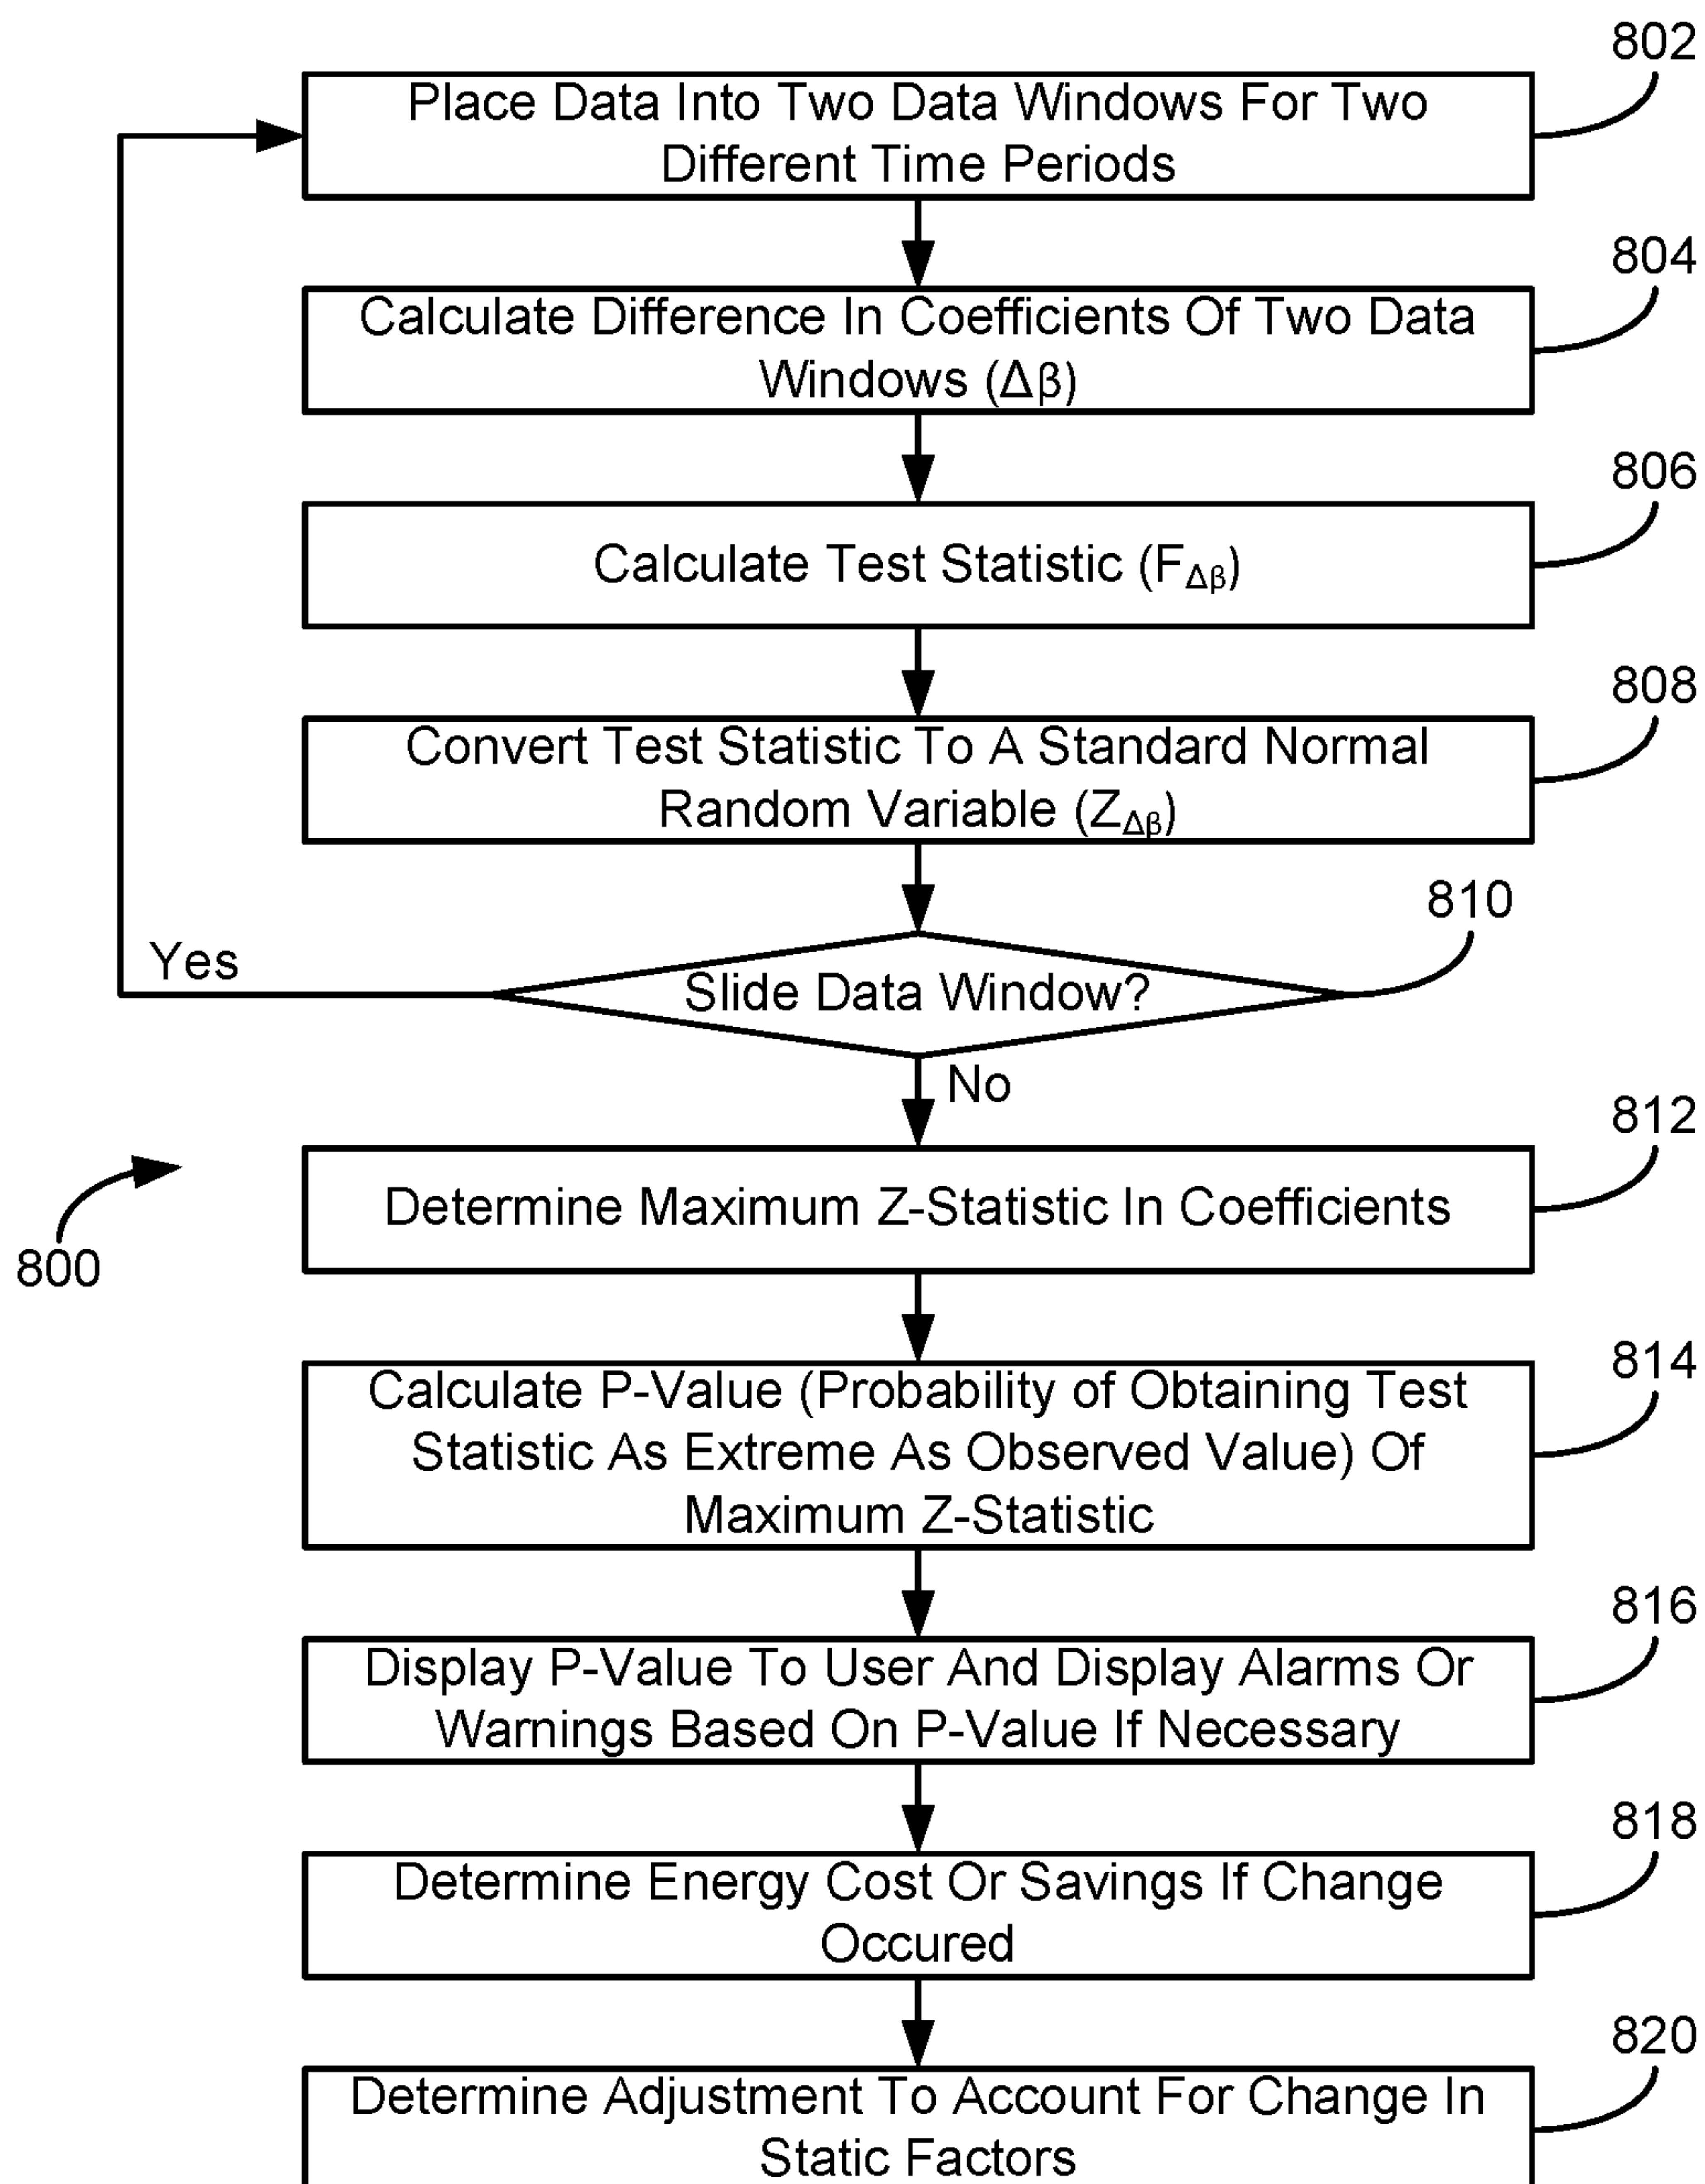 802
Place Data Into Two Data Windows For Two
Different Time Periods
804
Calculate Difference In Coefficients Of Two Data
Windows (Δβ)
806
Calculate Test Statistic (FΔβ)
808
Convert Test Statistic To A Standard Normal
Random Variable (ZΔβ)
810
Yes
Slide Data Window?
No
812
Determine Maximum Z-Statistic In Coefficients
800
814
Calculate P-Value (Probability of Obtaining Test
Statistic As Extreme As Observed Value) Of
Maximum Z-Statistic
816
Display P-Value To User And Display Alarms Or
Warnings Based On P-Value If Necessary
818
Determine Energy Cost Or Savings If Change
Occured
820
Determine Adjustment To Account For Change In
Static Factors